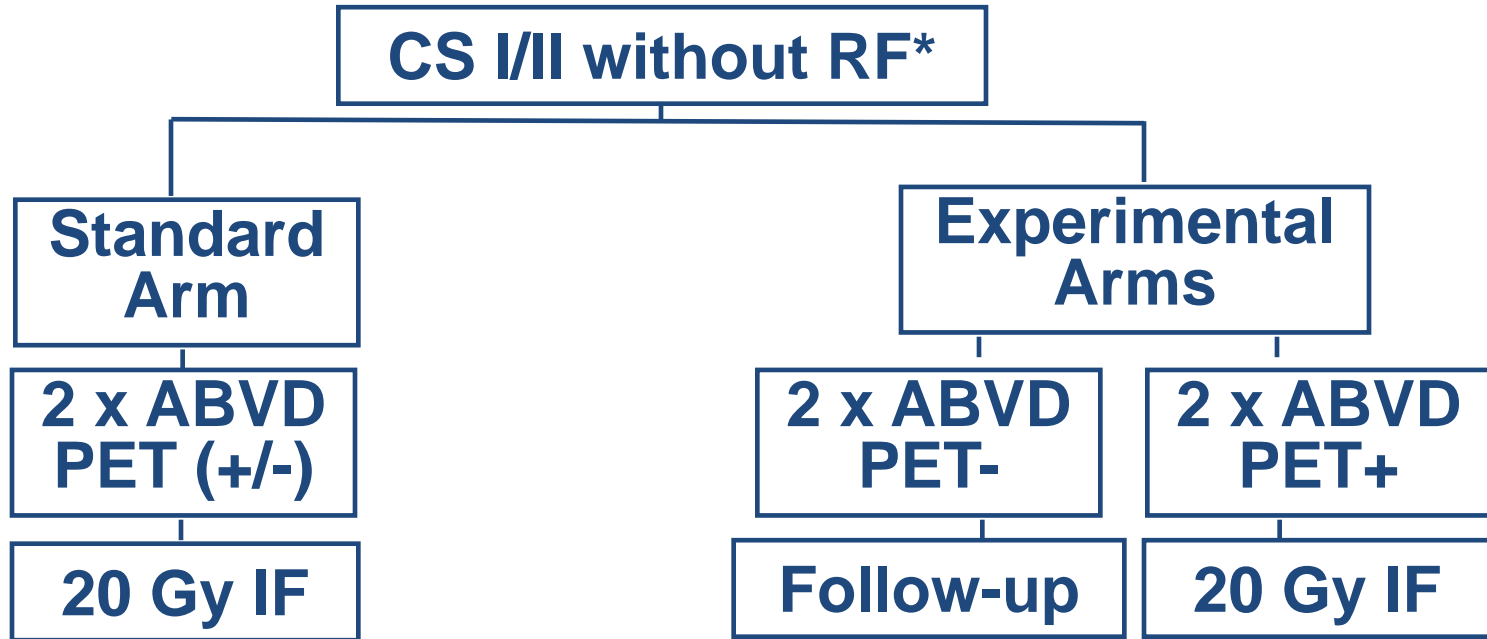 CS I/II without RF*
Standard
Arm
Experimental
Arms
2 x ABVD
PET (+/-)
2 x ABVD
PET-
2 x ABVD
PET+
20 Gy IF
Follow-up
20 Gy IF